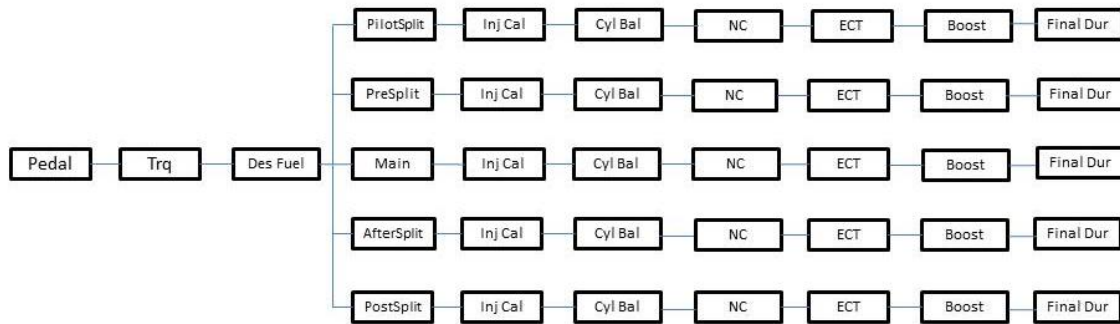 PilotSplit Inj Cal Cyl Bal NC ECT Boost Final Dur
PreSplit Inj Cal Cyl Bal NC ECT Boost Final Dur
Pedal Trq Des Fuel Main Inj Cal Cyl Bal NC ECT Boost Final Dur
AfterSplit Inj Cal Cyl Bal NC ECT Boost Final Dur
PostSplit Inj Cal Cyl Bal NC ECT Boost Final Dur